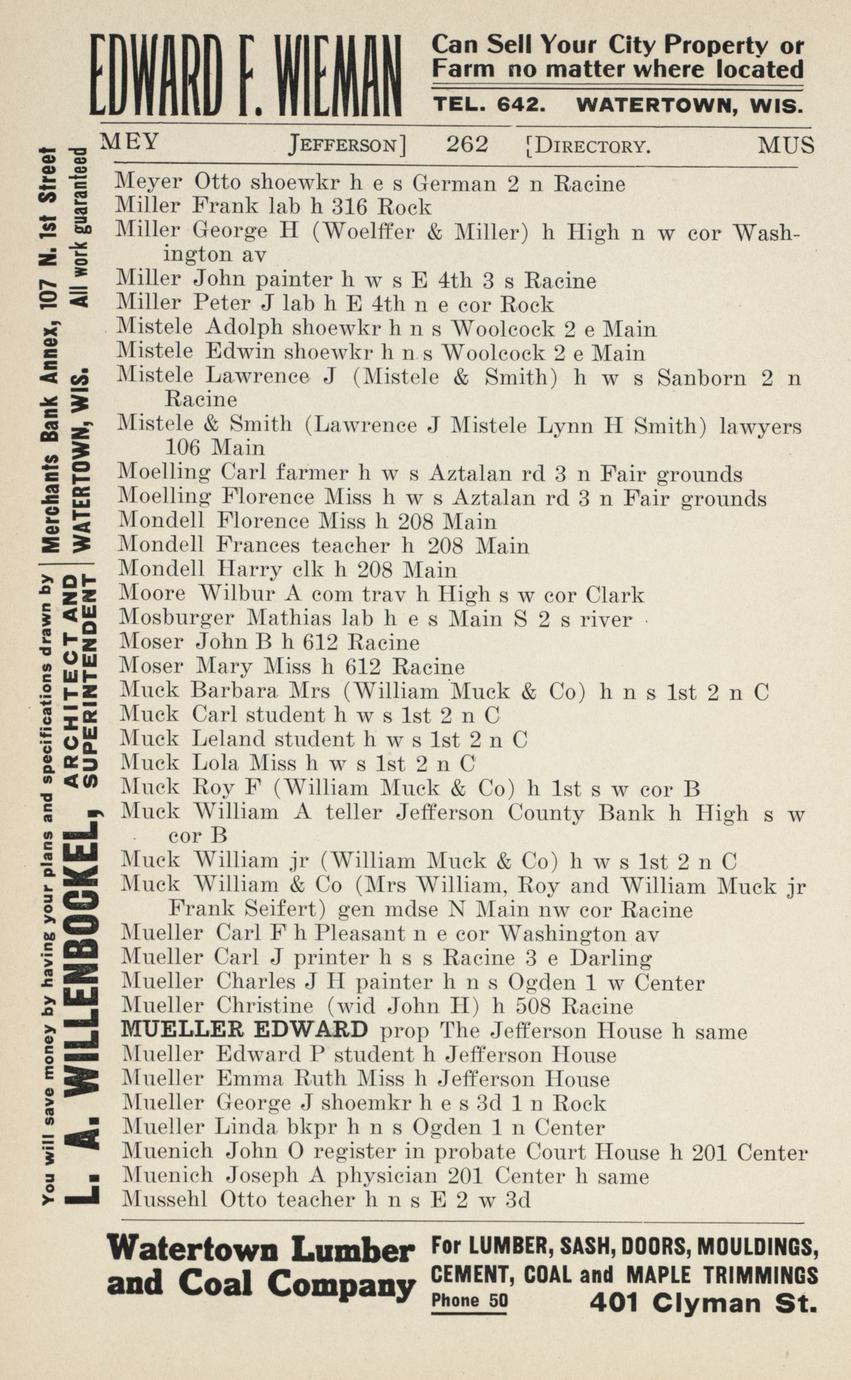 EDWARD F. WIEMAN
Can Sell Your City Property or
Farm no matter where located
TEL. 642. WATERTOWN, WIS.
MEY JEFFERSON] 262 [DIRECTORY. MUS
Meyer Otto shoewkr h e s German 2 n Racine
Miller Frank lab h 316 Rock
Miller George H (Woelffer & Miller) h High n w cor Wash-
ington av
Miller John painter h w s E 4th 3 s Racine
Miller Peter J lab h E 4th n e cor Rock
Mistele Adolph shoewkr h n s Woolcock 2 e Main
Mistele Edwin shoewkr h n s Woolcock 2 e Main
Mistele Lawrence J (Mistele & Smith) h w s Sanborn 2 n
Racine
Mistele & Smith (Lawrence J Mistele Lynn H Smith) lawyers
106 Main
Moelling Carl farmer h w s Aztalan rd 3 n Fair grounds
Moelling Florence Miss h w s Aztalan rd 3 n Fair grounds
Mondell Florence Miss h 208 Main
Mondell Frances teacher h 208 Main
Mondell Harry clk h 208 Main
Moore Wilbur A com trav h High s w cor Clark
Mosburger Mathias lab h e s Main S 2 s river
Moser John B h 612 Racine
Moser Mary Miss h 612 Racine
Muck Barbara Mrs (William Muck & Co) h n s 1st 2 n C
Muck Carl student h w s 1st 2 n C
Muck Leland student h w s 1st 2 n C
Muck Lola Miss h w s 1st 2 n C
Muck Roy F (William Muck & Co) h 1st s w cor B
Muck William A teller Jefferson County Bank h High s w
cor B
Muck William jr (William Muck & Co) h w s 1st 2 n C
Muck William & Co (Mrs William, Roy and William Muck jr
Frank Seifert) gen mdse N Main nw cor Racine
Mueller Carl F h Pleasant n e cor Washington av
Mueller Carl J printer h s s Racine 3 e Darling
Mueller Charles J H painter h n s Ogden 1 w Center
Mueller Christine (wid John H) h 508 Racine
MUELLER EDWARD prop The Jefferson House h same
Mueller Edward P student h Jefferson House
Mueller Emma Ruth Miss h Jefferson House
Mueller George J shoemkr h e s 3d 1 n Rock
Mueller Linda bkpr h n s Ogden 1 n Center
Muenich John O register in probate Court House h 201 Center
Muenich Joseph A physician 201 Center h same
Mussehl Otto teacher h n s E 2 w 3d
You will save money by having your plans and specifications drawn by
L. A. WILLENBOCKEL,
ARCHITECT AND
SUPERINTENDENT
Merchants Bank Annex, 107 N. 1st Street
WATERTOWN, WIS. All work guaranteed
Watertown Lumber
and Coal Company
For LUMBER, SASH, DOORS, MOULDINGS,
CEMENT, COAL and MAPLE TRIMMINGS
Phone 50 401 Clyman St.